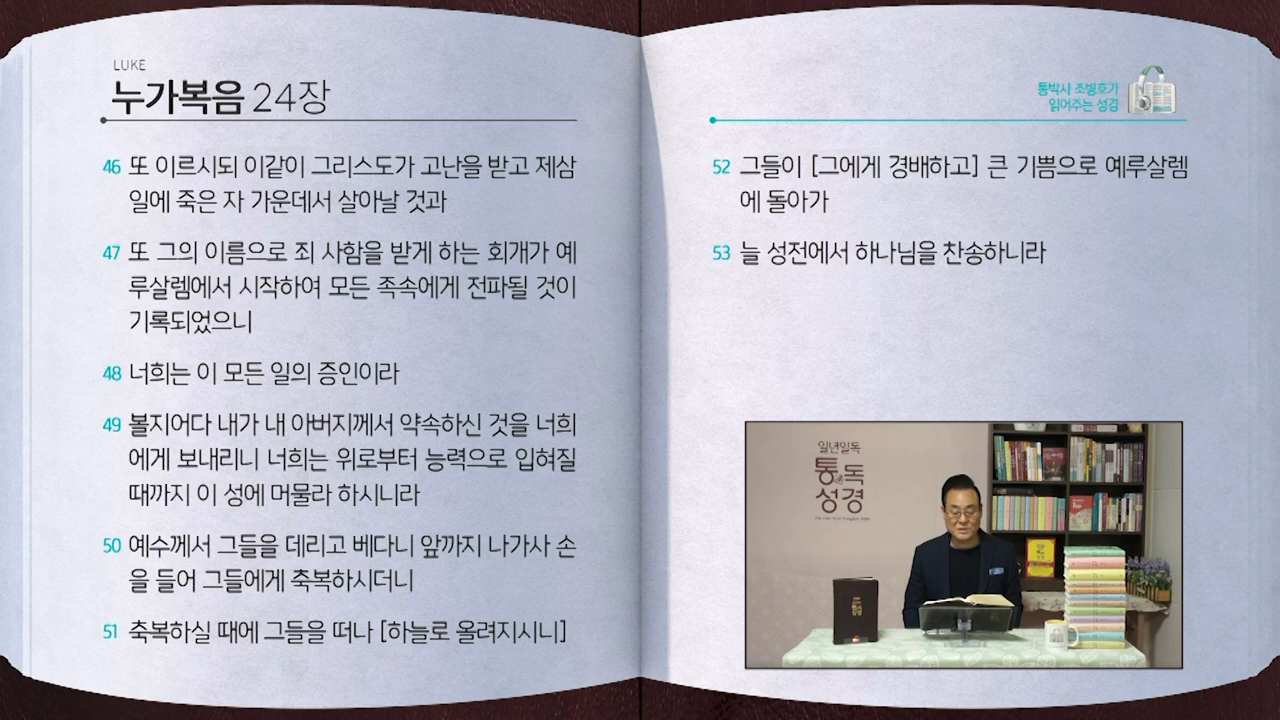 LUKE
누가복음 24장
46 또 이르시되 이같이 그리스도가 고난을 받고 제삼
일에 죽은 자 가운데서 살아날 것과
47 또 그의 이름으로 죄 사함을 받게 하는 회개가 예
루살렘에서 시작하여 모든 족속에게 전파될 것이
기록되었으니
48 너희는 이 모든 일의 증인이라
49 볼지어다 내가 내 아버지께서 약속하신 것을 너희
에게 보내리니 너희는 위로부터 능력으로 입혀질
때까지 이 성에 머물라 하시니라
50 예수께서 그들을 데리고 베다니 앞까지 나가사 손
을 들어 그들에게 축복하시더니
51 축복하실 때에 그들을 떠나 [하늘로 올려지시니]
통박사 조병호가
읽어주는 성경
52 그들이 [그에게 경배하고] 큰 기쁨으로 예루살렘
에 돌아가
53 늘 성전에서 하나님을 찬송하니라
일년일독
통독
성경